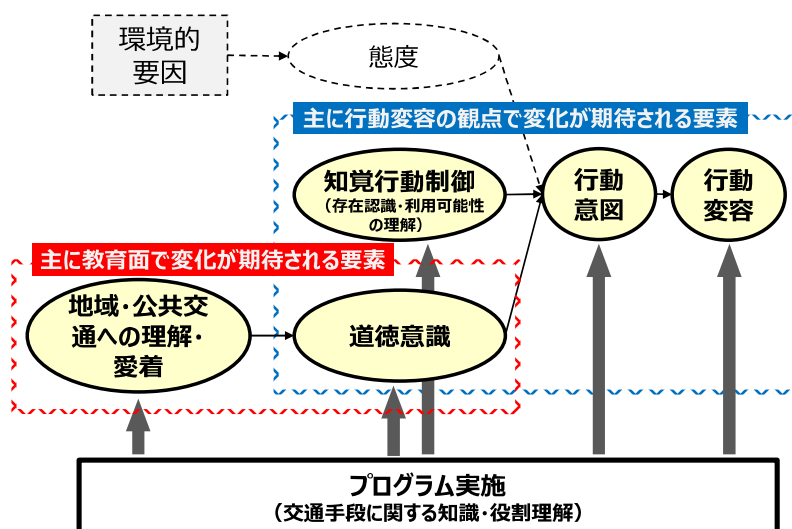 環境的
要因
態度
主に行動変容の観点で変化が期待される要素
知覚行動制御
（存在認識・利用可能性
の理解）
行動
意図
行動
変容
主に教育面で変化が期待される要素
地域・公共交
通への理解・
愛着
道徳意識
プログラム実施
（交通手段に関する知識・役割理解）